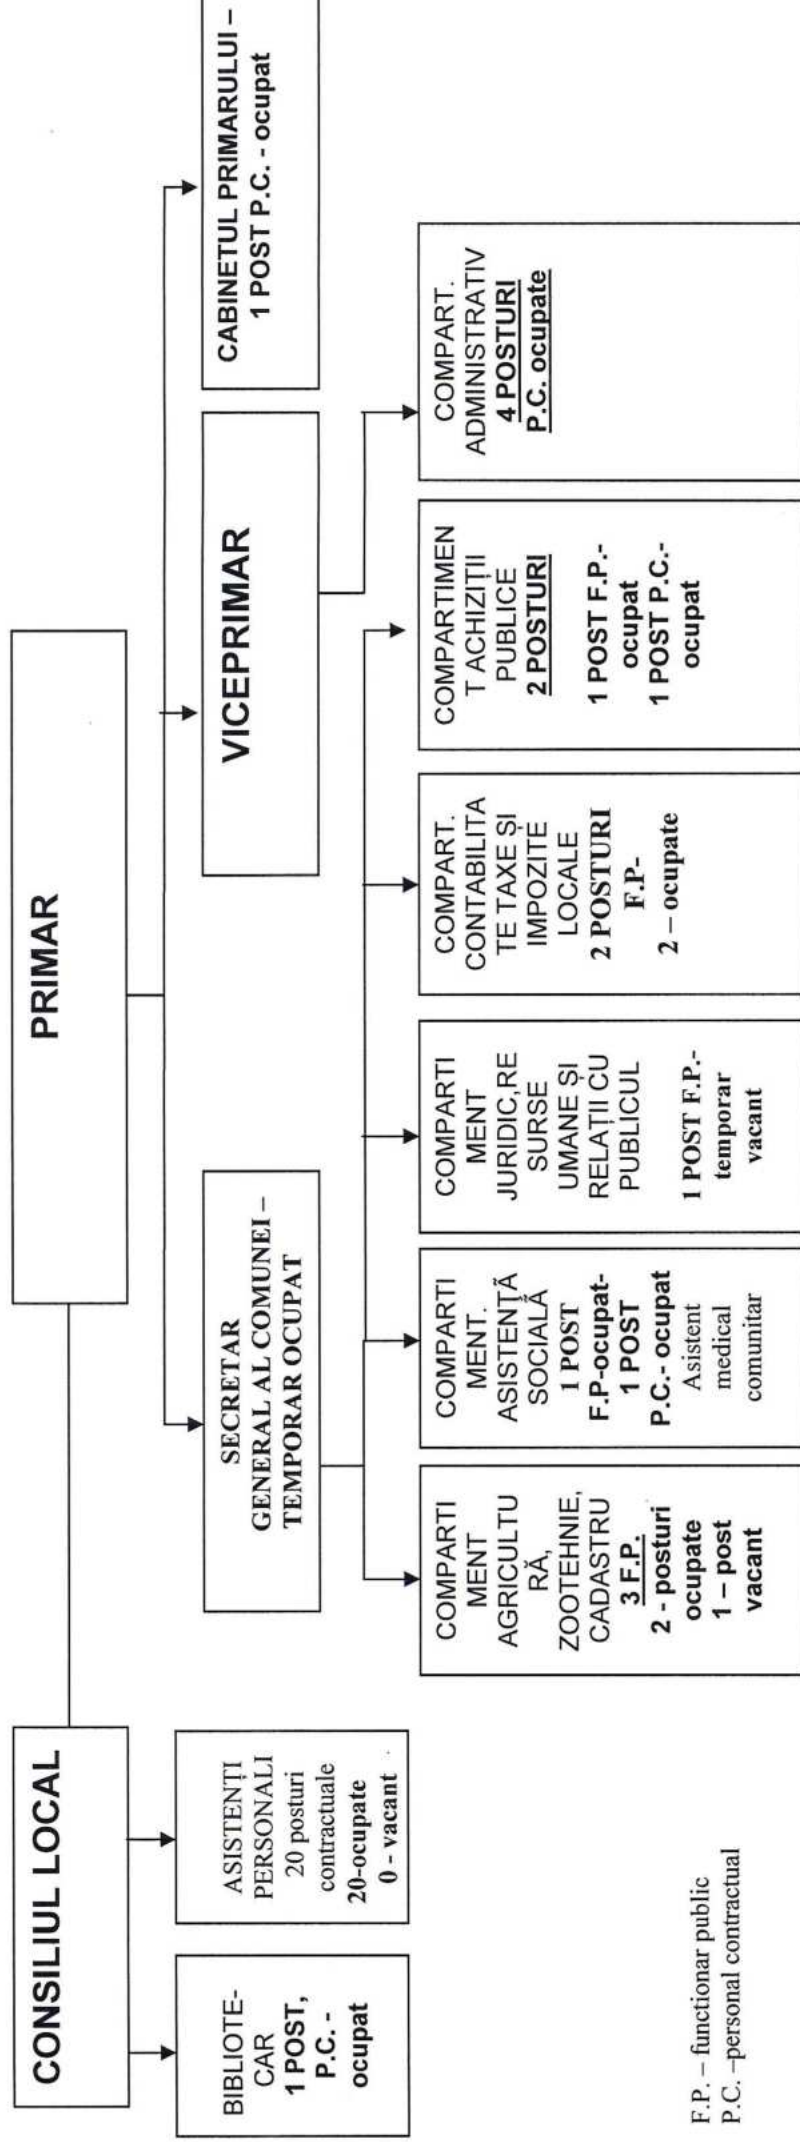 PRIMAR
CONSILIUL LOCAL
SECRETAR
GENERAL AL COMUNEI –
TEMPORAR OCUPAT
VICEPRIMAR
CABINETUL PRIMARULUI –
1 POST P.C. - ocupat
BIBLIOTE-
CAR
1 POST,
P.C. -
ocupat
ASISTENȚI
PERSONALI
20 posturi
contractuale
20-ocupate
0 - vacant
COMPARTI
MENT
AGRICULTU
RĂ,
ZOOTEHNIE,
CADASTRU
3 F.P.
2 - posturi
ocupate
1 – post
vacant
COMPARTI
MENT.
ASISTENȚĂ
SOCIALĂ
1 POST
F.P-ocupat-
1 POST
P.C.- ocupat
Asistent
medical
comunitar
COMPARTI
MENT
JURIDIC,RE
SURSE
UMANE ȘI
RELAȚII CU
PUBLICUL
1 POST F.P.-
temporar
vacant
COMPART.
CONTABILITA
TE TAXE ȘI
IMPOZITE
LOCALE
2 POSTURI
F.P-
2 – ocupate
COMPARTIMEN
T ACHIZIȚII
PUBLICE
2 POSTURI
1 POST F.P.-
ocupat
1 POST P.C.-
ocupat
COMPART.
ADMINISTRATIV
4 POSTURI
P.C. ocupate
F.P. – functionar public
P.C. –personal contractual